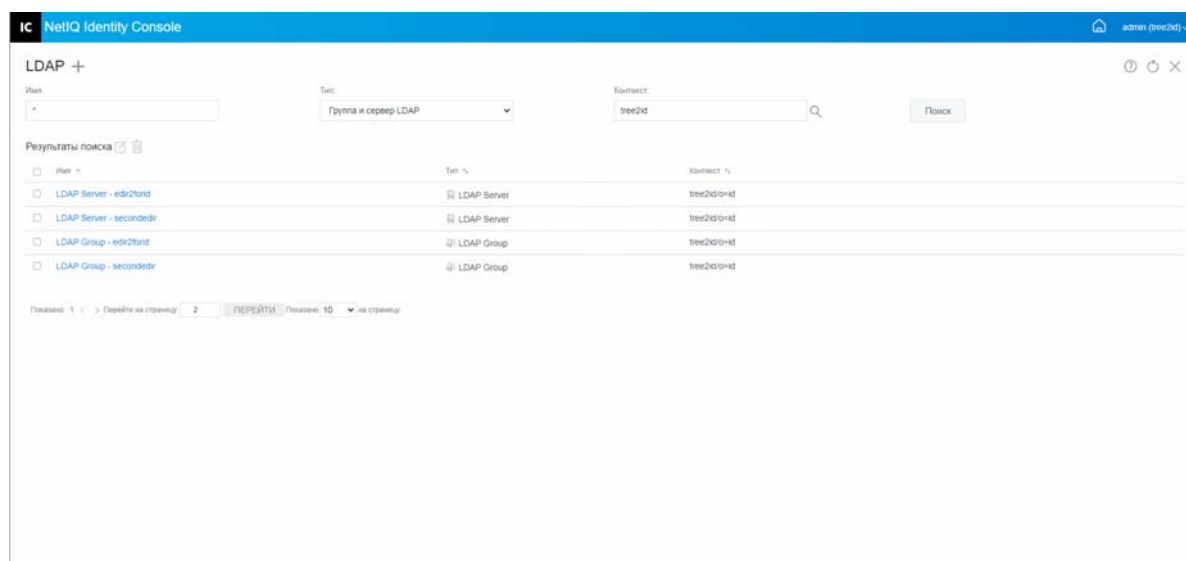 IC NetIQ Identity Console admin (tree2id)
LDAP
Имя: Тип: Контекст:
* Группа и сервер LDAP tree2id Поиск
Результаты поиска
Имя Тип Контекст
LDAP Server - edir2forid LDAP Server tree2id/o=id
LDAP Server - secondedir LDAP Server tree2id/o=id
LDAP Group - edir2forid LDAP Group tree2id/o=id
LDAP Group - secondedir LDAP Group tree2id/o=id
Показано 1 Перейти на страницу 2 ПЕРЕЙТИ Показано 10 на страницу